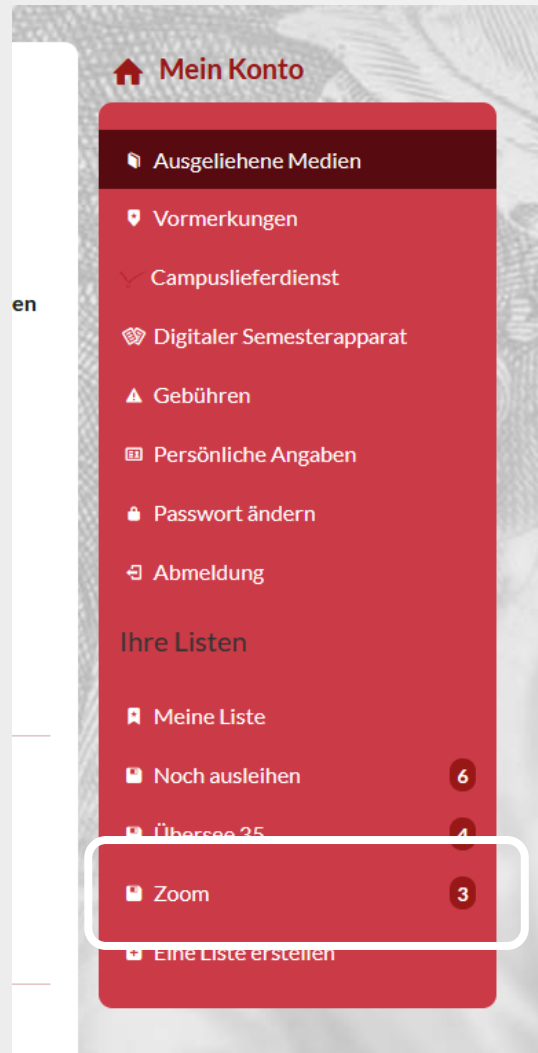 Mein Konto
Ausgeliehene Medien
Vormerkungen
Campuslieferdienst
en
Digitaler Semesterapparat
Gebühren
Persönliche Angaben
Passwort ändern
Abmeldung
Ihre Listen
Meine Liste
Noch ausleihen 6
Übersee 35 4
Zoom 3
Eine Liste erstellen